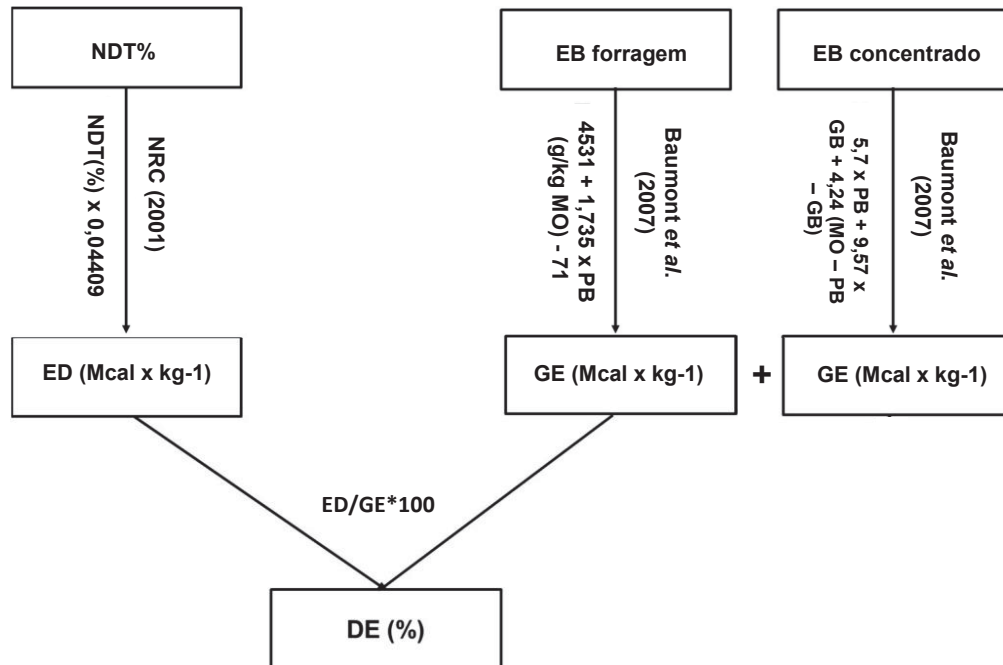 NDT%
EB forragem
EB concentrado
NRC (2001)
NDT(%) x 0,04409
Baumont et al.
(2007)
4531 + 1,735 x PB
(g/kg MO) - 71
Baumont et al.
(2007)
5,7 x PB + 9,57 x
GB + 4,24 (MO – PB
– GB)
ED (Mcal x kg-1)
GE (Mcal x kg-1)
+
GE (Mcal x kg-1)
ED/GE*100
DE (%)